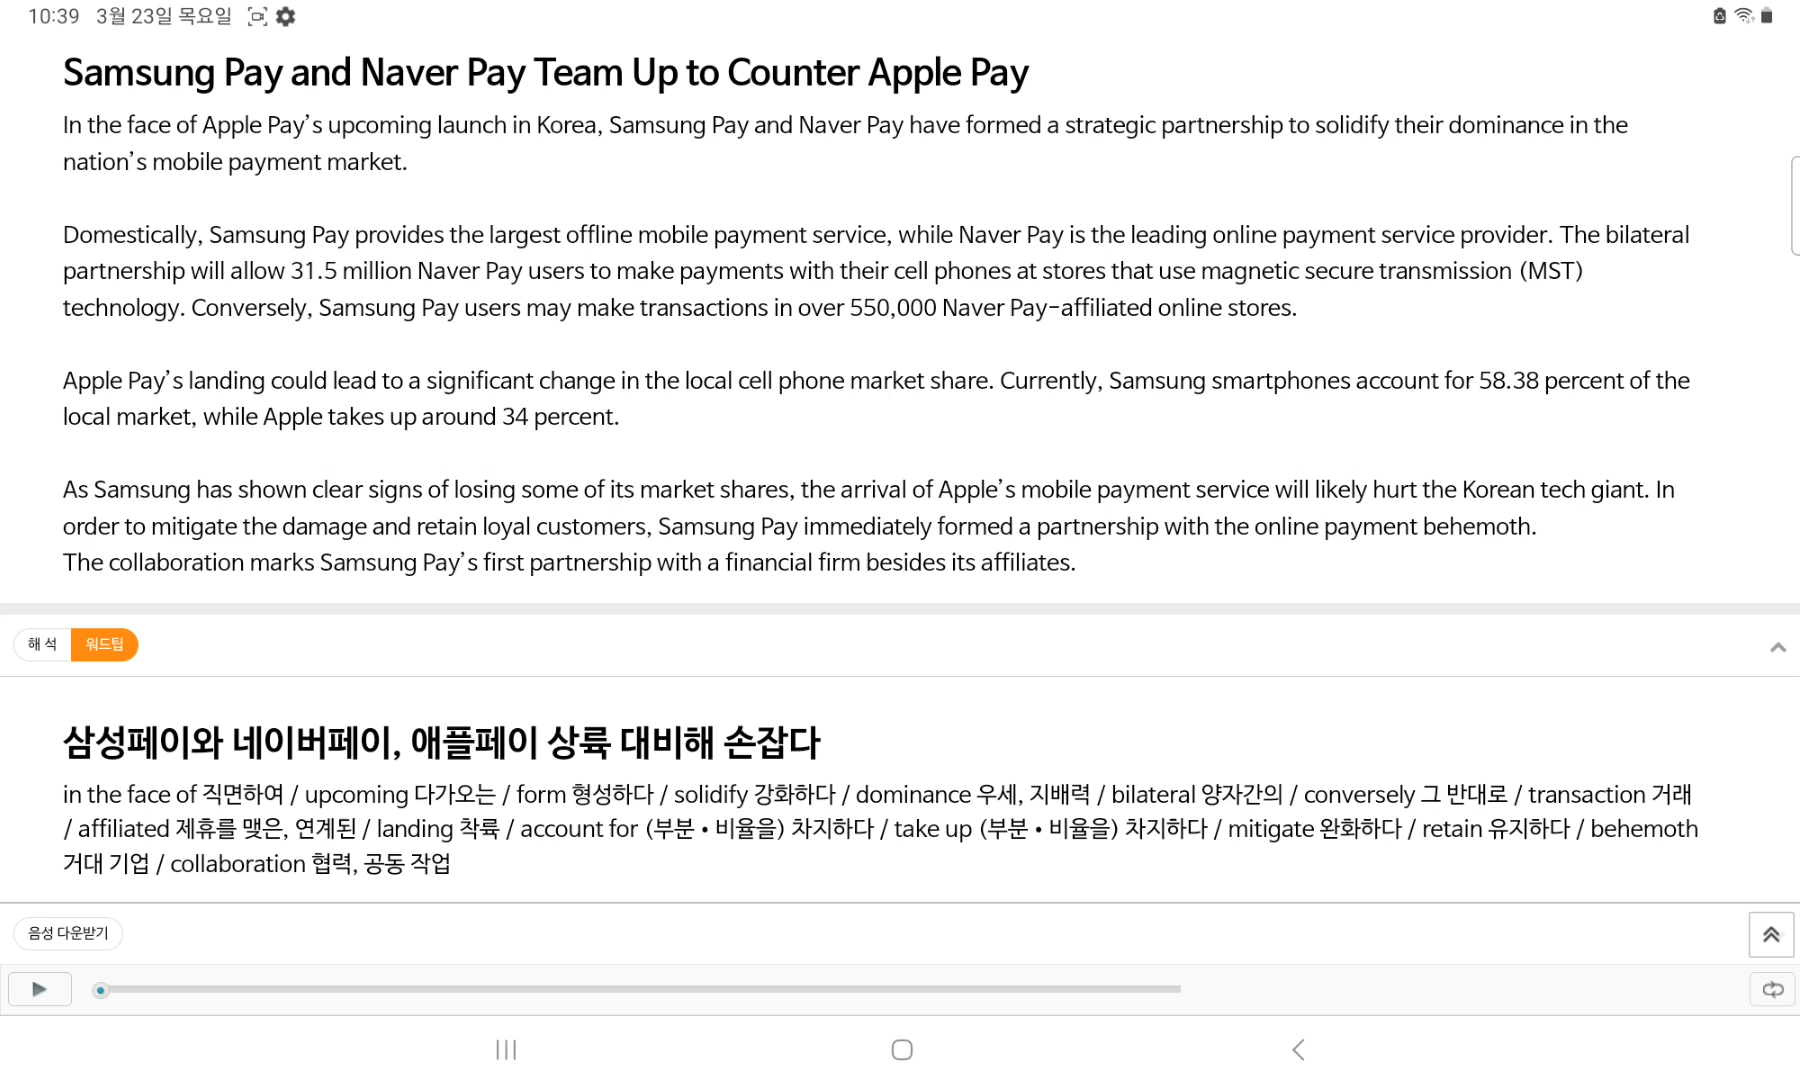 10:39 3월 23일 목요일
Samsung Pay and Naver Pay Team Up to Counter Apple Pay
In the face of Apple Pay’s upcoming launch in Korea, Samsung Pay and Naver Pay have formed a strategic partnership to solidify their dominance in the
nation’s mobile payment market.
Domestically, Samsung Pay provides the largest offline mobile payment service, while Naver Pay is the leading online payment service provider. The bilateral
partnership will allow 31.5 million Naver Pay users to make payments with their cell phones at stores that use magnetic secure transmission (MST)
technology. Conversely, Samsung Pay users may make transactions in over 550,000 Naver Pay-affiliated online stores.
Apple Pay’s landing could lead to a significant change in the local cell phone market share. Currently, Samsung smartphones account for 58.38 percent of the
local market, while Apple takes up around 34 percent.
As Samsung has shown clear signs of losing some of its market shares, the arrival of Apple’s mobile payment service will likely hurt the Korean tech giant. In
order to mitigate the damage and retain loyal customers, Samsung Pay immediately formed a partnership with the online payment behemoth.
The collaboration marks Samsung Pay’s first partnership with a financial firm besides its affiliates.
해 석 워드팁
삼성페이와 네이버페이, 애플페이 상륙 대비해 손잡다
in the face of 직면하여 / upcoming 다가오는 / form 형성하다 / solidify 강화하다 / dominance 우세, 지배력 / bilateral 양자간의 / conversely 그 반대로 / transaction 거래
/ affiliated 제휴를 맺은, 연계된 / landing 착륙 / account for (부분 • 비율을) 차지하다 / take up (부분 • 비율을) 차지하다 / mitigate 완화하다 / retain 유지하다 / behemoth
거대 기업 / collaboration 협력, 공동 작업
음성 다운받기